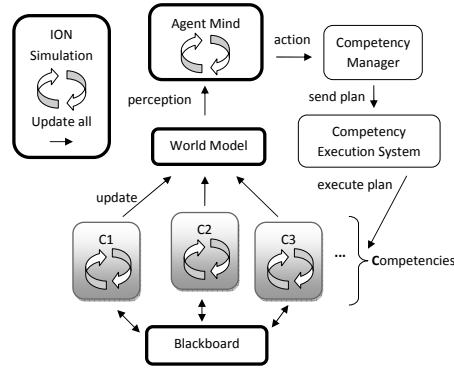 ION
Simulation
Update all
Agent Mind
action
Competency
Manager
perception
send plan
World Model
Competency
Execution System
update
execute plan
C1
C2
C3
...
Competencies
Blackboard